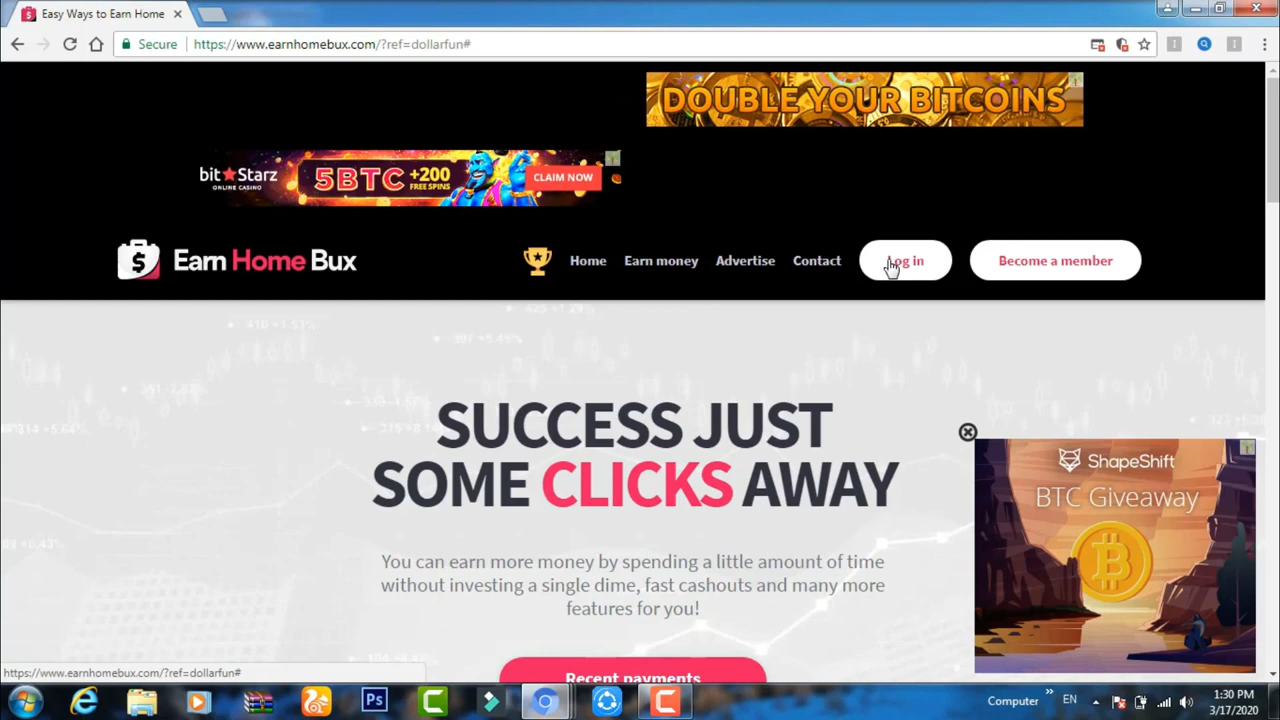 Easy Ways to Earn Home
Secure
https://www.earnhomebux.com/?ref=dollarfun#
DOUBLE YOUR BITCOINS
bitStarz
ONLINE CASINO
5BTC +200
FREE SPINS
CLAIM NOW
$
Earn Home Bux
Home
Earn money
Advertise
Contact
Log in
Become a member
SUCCESS JUST
SOME CLICKS AWAY
You can earn more money by spending a little amount of time
without investing a single dime, fast cashouts and many more
features for you!
Recent payments
ShapeShift
BTC Giveaway
https://www.earnhomebux.com/?ref=dollarfun#
Ps
Computer
EN
1:30 PM
3/17/2020